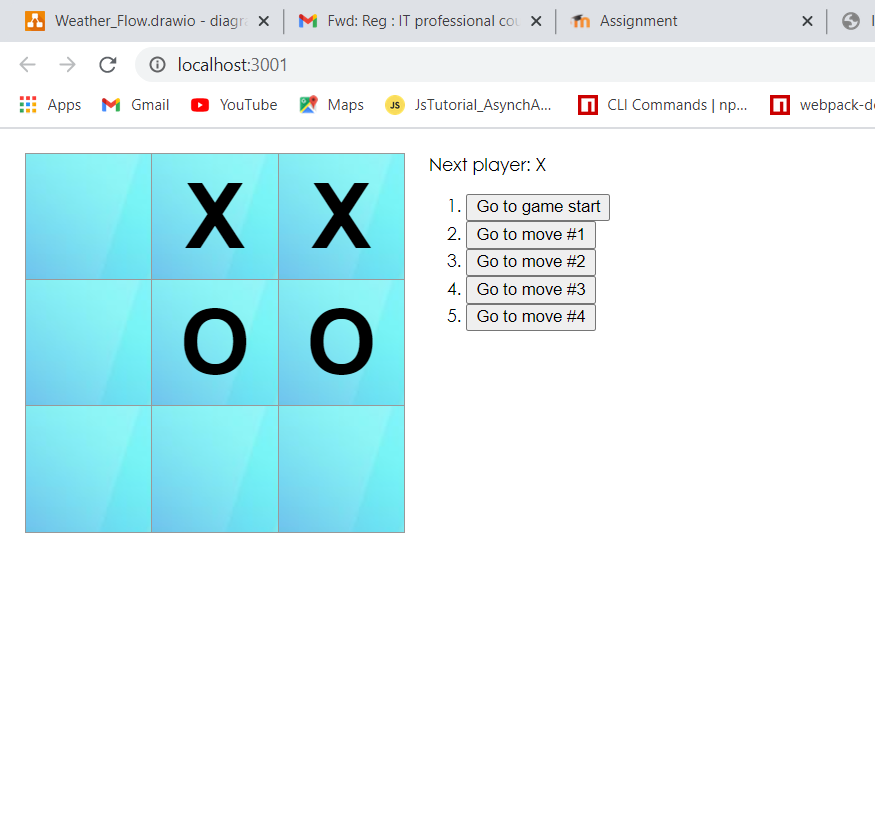 Weather_Flow.drawio - diagra
Fwd: Reg : IT professional cou
Assignment
localhost:3001
Apps
Gmail
YouTube
Maps
JS
JsTutorial_AsynchA...
CLI Commands | np...
webpack-de
X X
O O
Next player: X
1. Go to game start
2. Go to move #1
3. Go to move #2
4. Go to move #3
5. Go to move #4